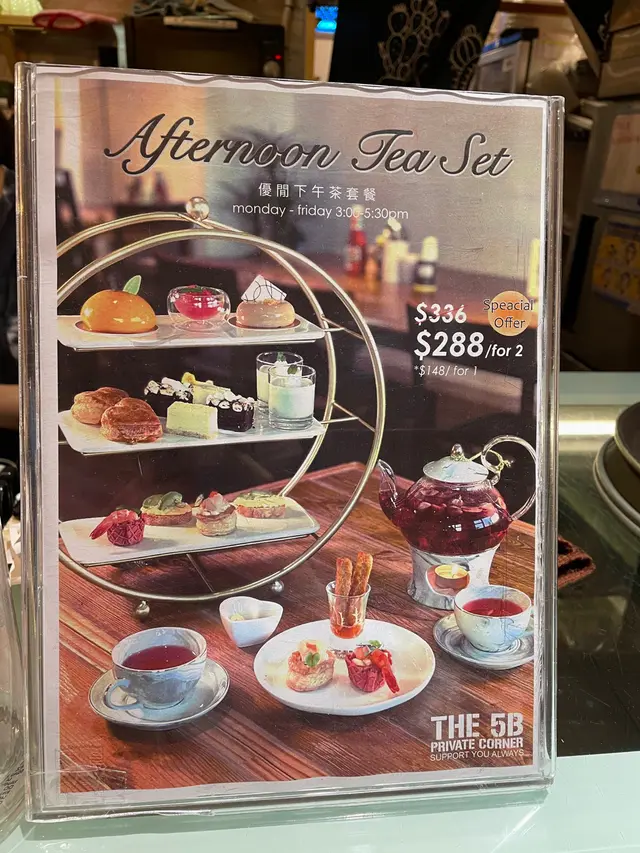 Afternoon Tea Set
優閒下午茶套餐
monday - friday 3:00-5:30pm
$336
Speacial
Offer
$288/for 2
*$148/ for 1
THE 5B
PRIVATE CORNER
SUPPORT YOU ALWAYS